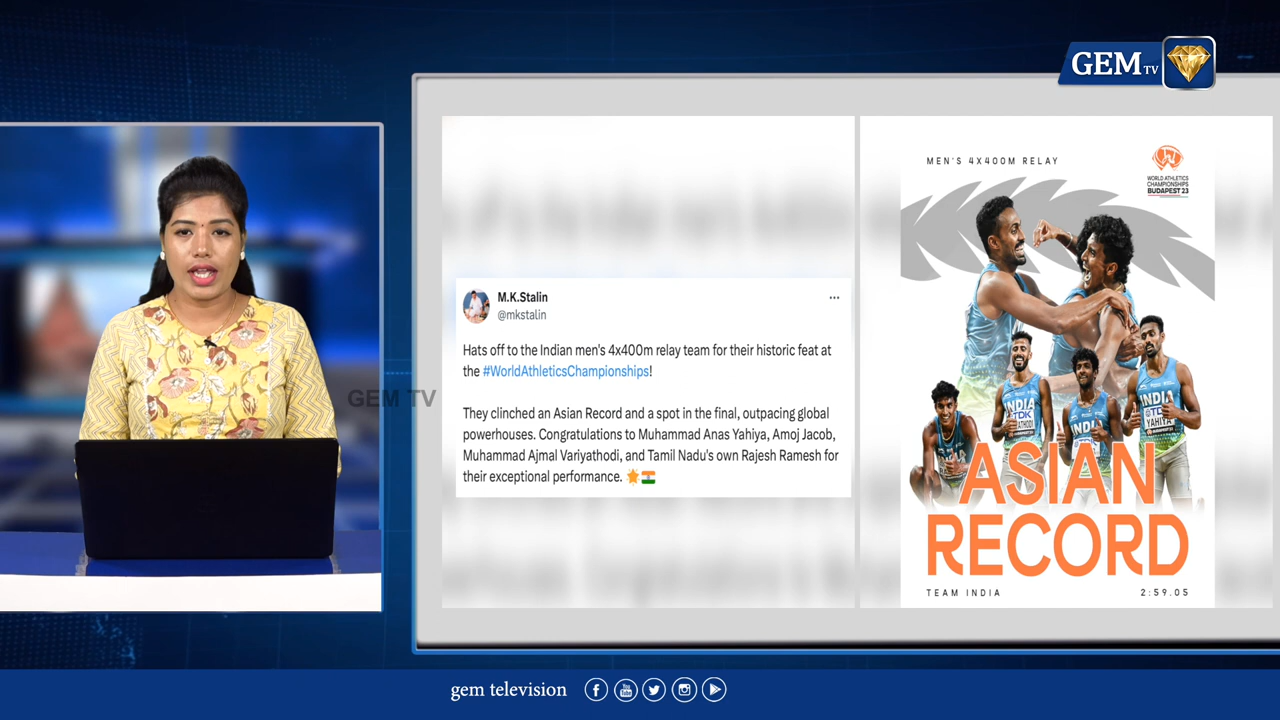 GEM TV
MEN'S 4X400M RELAY
WORLD ATHLETICS
CHAMPIONSHIPS
BUDAPEST 23
M.K.Stalin
@mkstalin
Hats off to the Indian men's 4x400m relay team for their historic feat at
the #WorldAthleticsChampionships!
They clinched an Asian Record and a spot in the final, outpacing global
powerhouses. Congratulations to Muhammad Anas Yahiya, Amoj Jacob,
Muhammad Ajmal Variyathodi, and Tamil Nadu's own Rajesh Ramesh for
their exceptional performance.
GEM TV
INDIA
TDK
INDIA
INDIA
TDK
YAHIYA
ASIAN
RECORD
TEAM INDIA
2:59.05
gem television